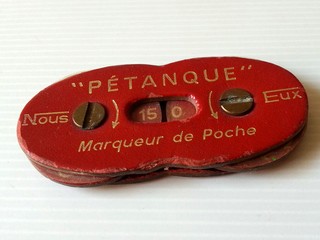 "PÉTANQUE"
Nous 15 0 Eux
Marqueur de Poche